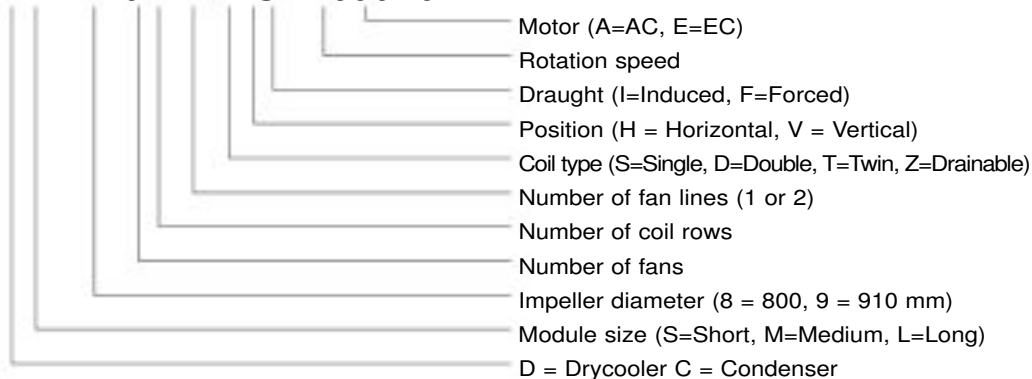 Motor (A=AC, E=EC)
Rotation speed
Draught (I=Induced, F=Forced)
Position (H = Horizontal, V = Vertical)
Coil type (S=Single, D=Double, T=Twin, Z=Drainable)
Number of fan lines (1 or 2)
Number of coil rows
Number of fans
Impeller diameter (8 = 800, 9 = 910 mm)
Module size (S=Short, M=Medium, L=Long)
D = Drycooler C = Condenser